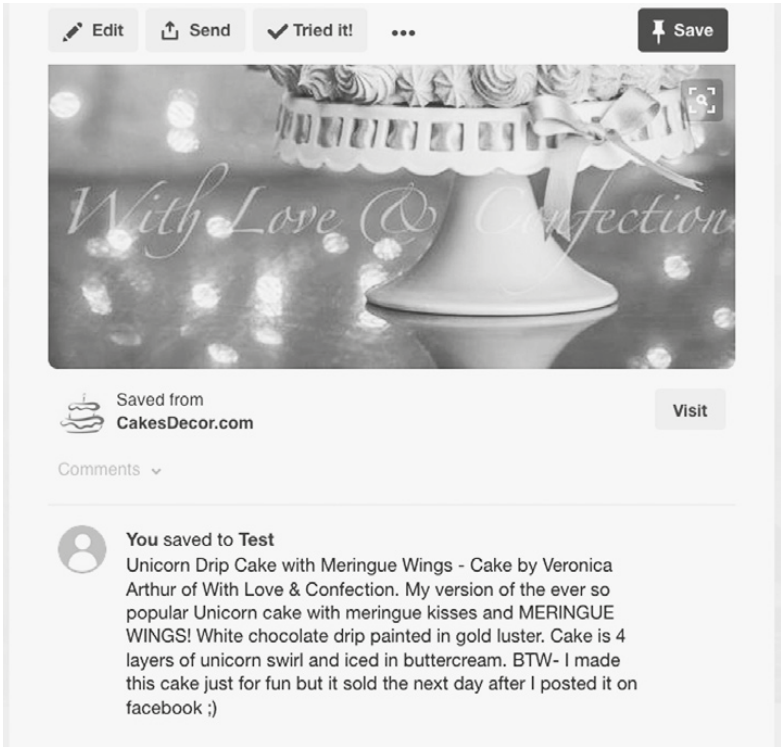 Edit Send Tried it! Save
With Love & Confection
Saved from
CakesDecor.com
Visit
Comments
You saved to Test
Unicorn Drip Cake with Meringue Wings - Cake by Veronica
Arthur of With Love & Confection. My version of the ever so
popular Unicorn cake with meringue kisses and MERINGUE
WINGS! White chocolate drip painted in gold luster. Cake is 4
layers of unicorn swirl and iced in buttercream. BTW- I made
this cake just for fun but it sold the next day after I posted it on
facebook ;)